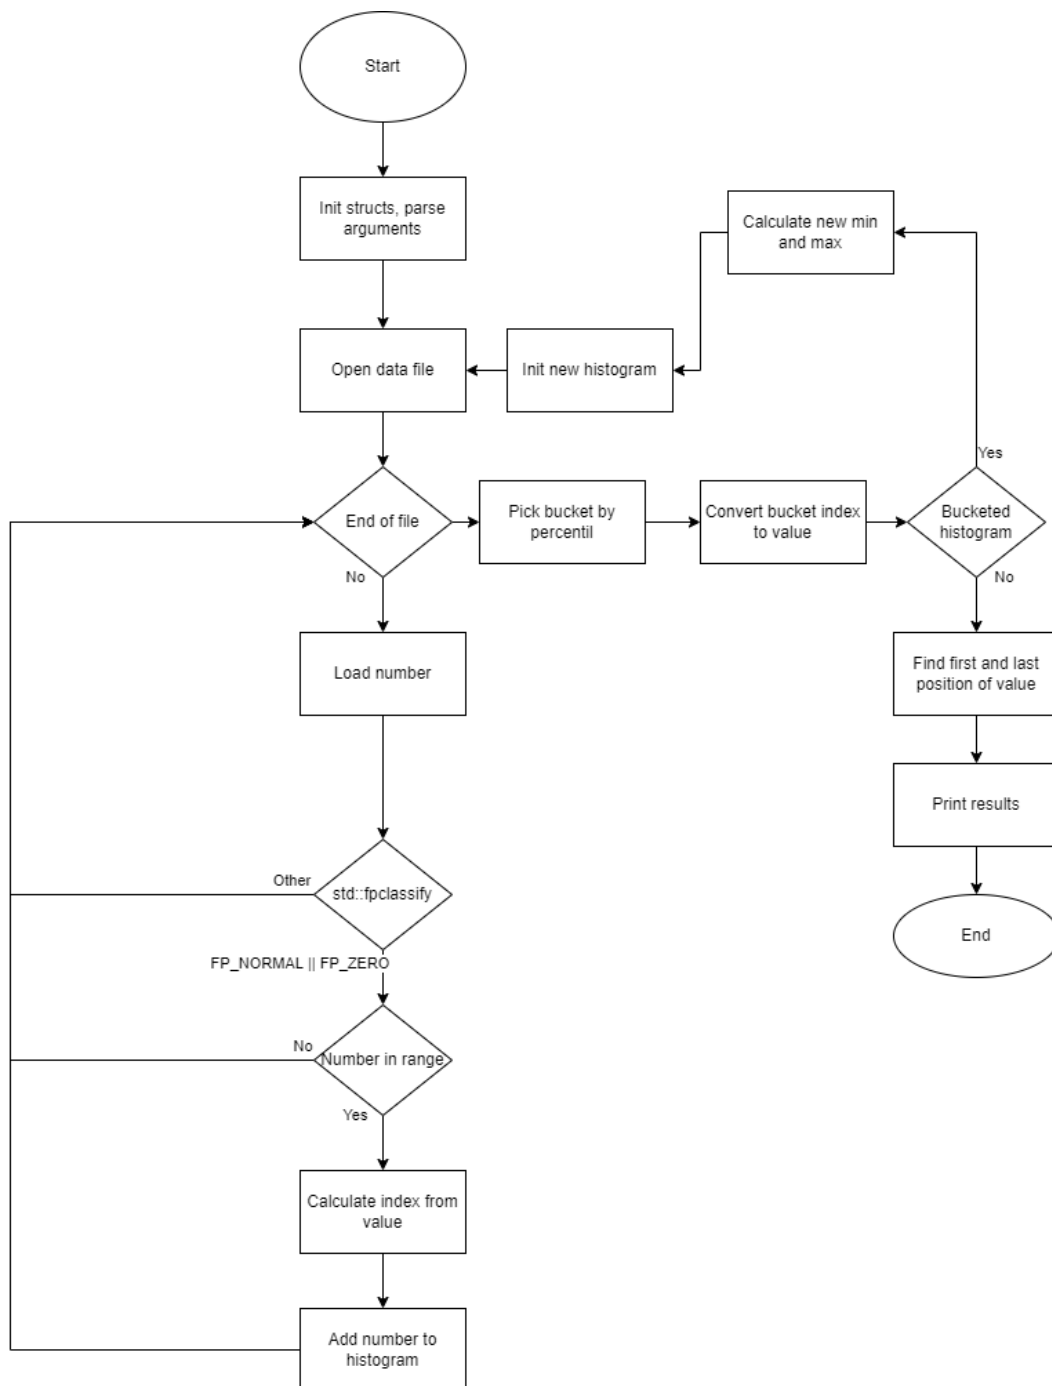 Start
Init structs, parse
arguments
Calculate new min
and max
Open data file
Init new histogram
Yes
End of file
Pick bucket by
percentil
Convert bucket index
to value
Bucketed
histogram
No
No
Load number
Find first and last
position of value
Print results
Other
std::fpclassify
End
FP_NORMAL || FP_ZERO
No
Number in range
Yes
Calculate index from
value
Add number to
histogram